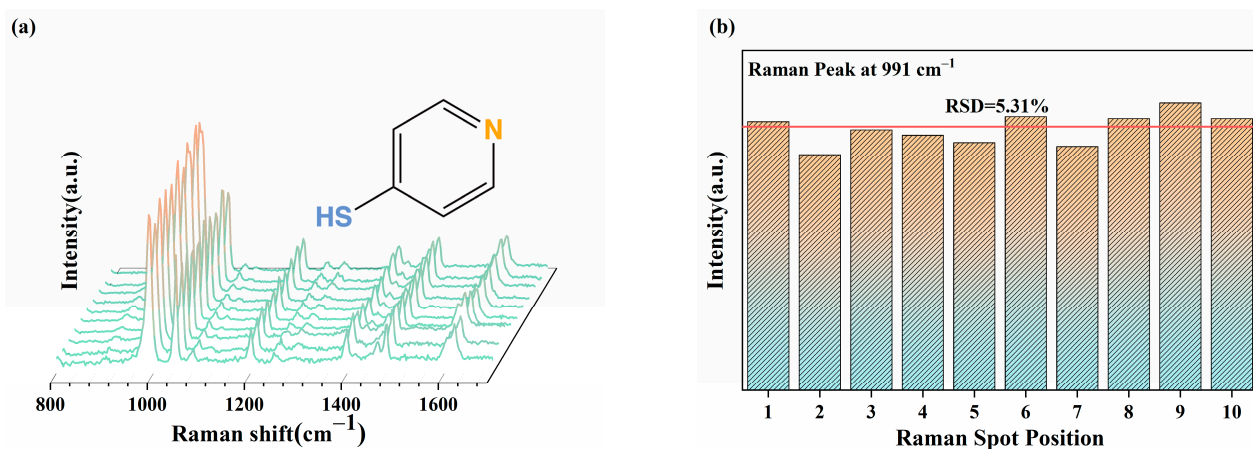 (a)
Intensity(a.u.)
N
HS
800 1000 1200 1400 1600
Raman shift(cm⁻¹)
(b)
Raman Peak at 991 cm⁻¹
RSD=5.31%
Intensity(a.u.)
1 2 3 4 5 6 7 8 9 10
Raman Spot Position